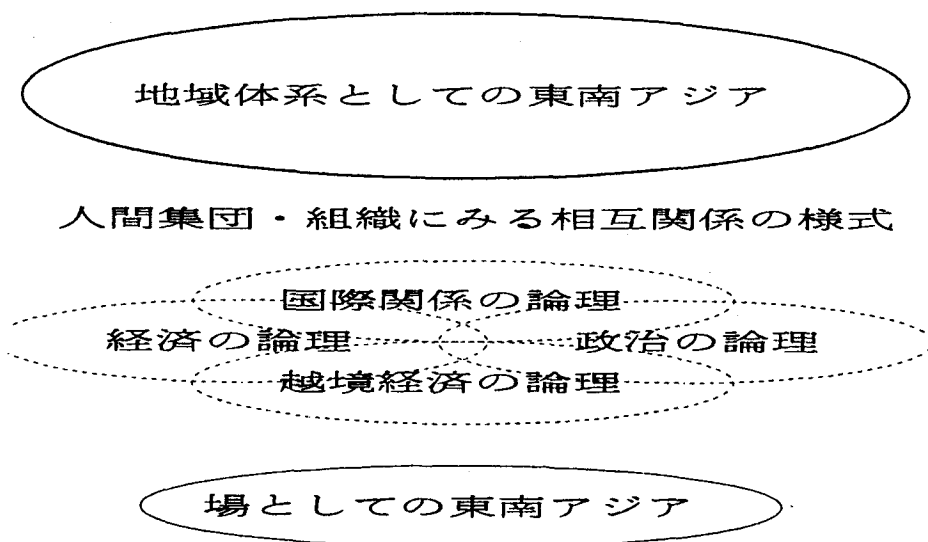 地域体系としての東南アジア
人間集団・組織にみる相互関係の様式
国際関係の論理
経済の論理 政治の論理
越境経済の論理
場としての東南アジア